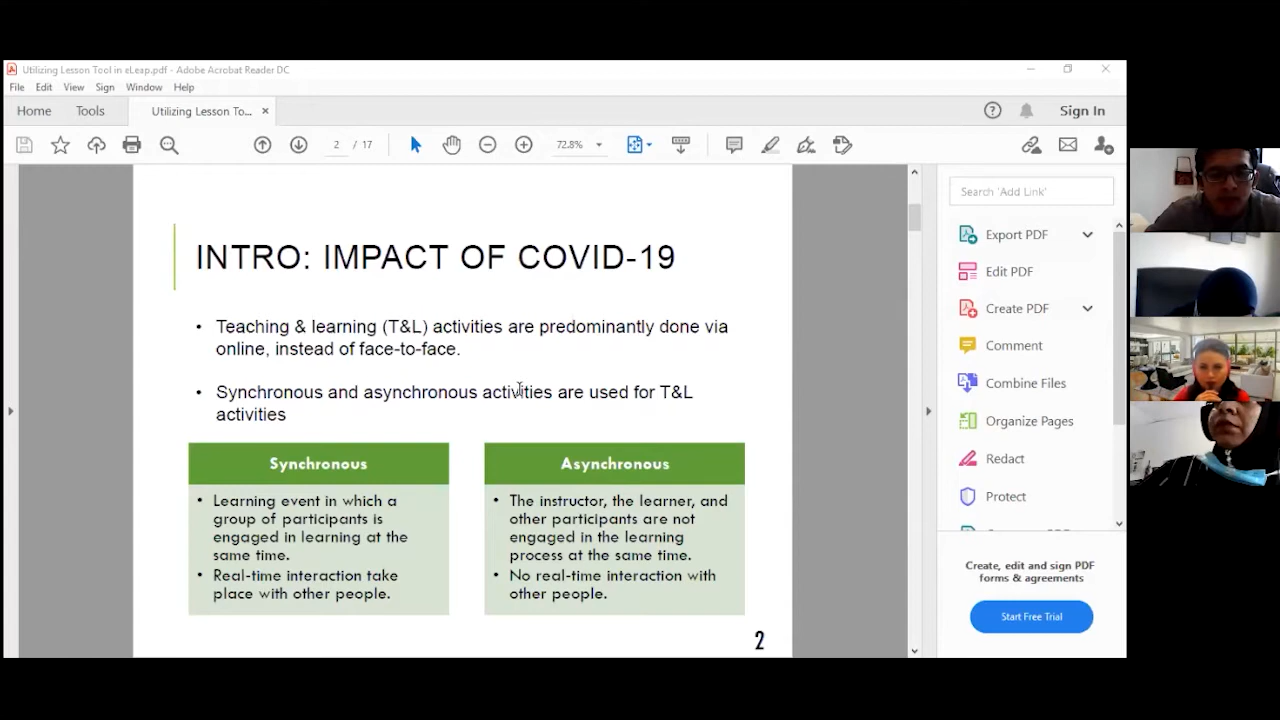 Utilizing Lesson Tool in eLeap.pdf - Adobe Acrobat Reader DC
File Edit View Sign Window Help
Home Tools Utilizing Lesson To... × Sign In
2 / 17 72.8%
INTRO: IMPACT OF COVID-19
• Teaching & learning (T&L) activities are predominantly done via
online, instead of face-to-face.
• Synchronous and asynchronous activities are used for T&L
activities
Synchronous
• Learning event in which a
group of participants is
engaged in learning at the
same time.
• Real-time interaction take
place with other people.
Asynchronous
• The instructor, the learner, and
other participants are not
engaged in the learning
process at the same time.
• No real-time interaction with
other people.
2
Search 'Add Link'
Export PDF
Edit PDF
Create PDF
Comment
Combine Files
Organize Pages
Redact
Protect
Create, edit and sign PDF
forms & agreements
Start Free Trial